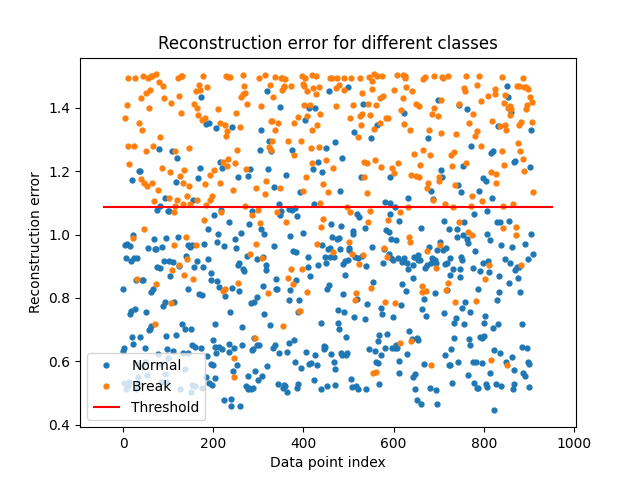 Reconstruction error for different classes
Reconstruction error
1.4
1.2
1.0
0.8
0.6
0.4
Normal
Break
Threshold
0 200 400 600 800 1000
Data point index